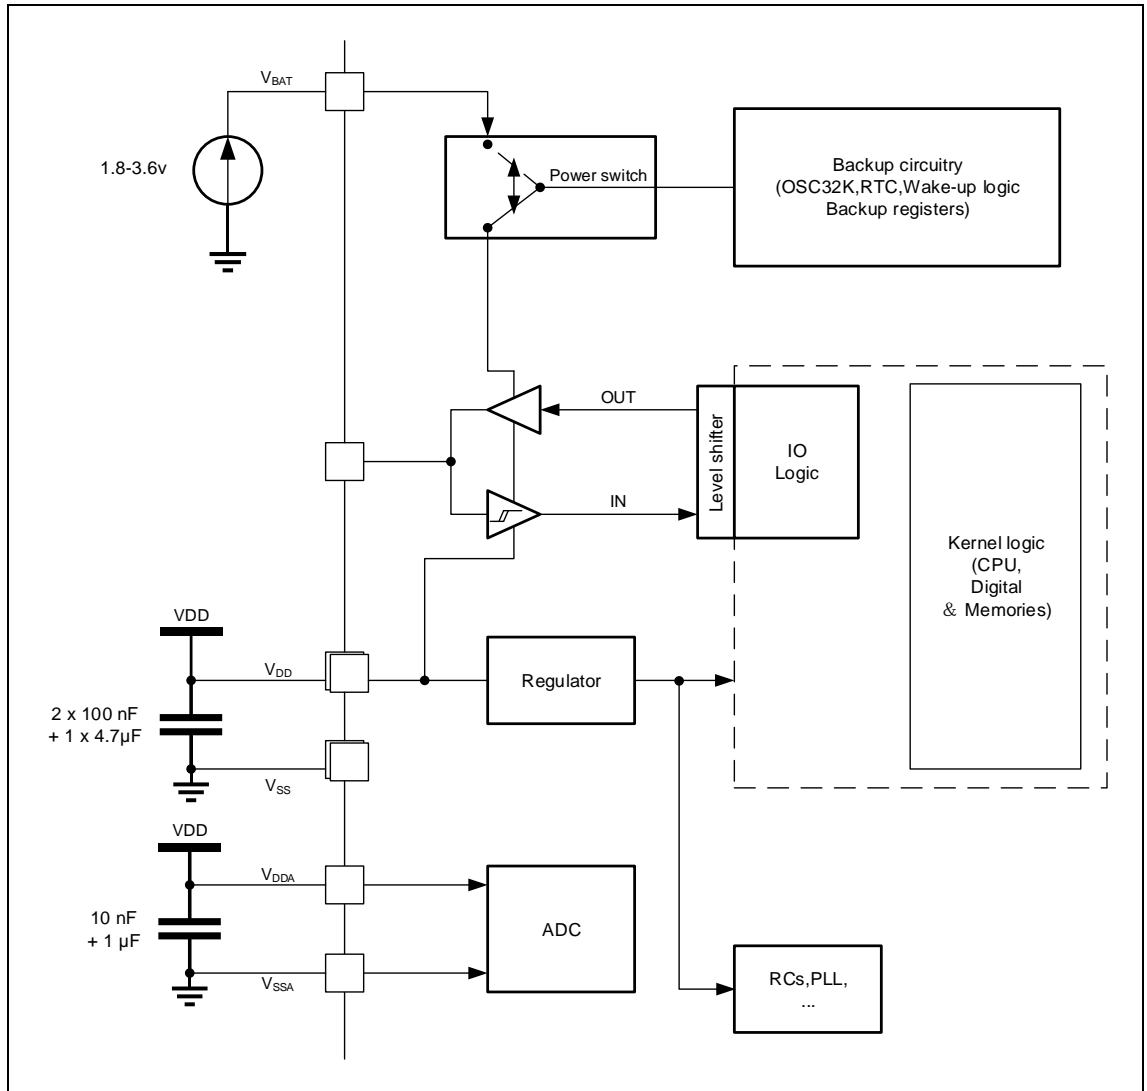 VBAT
1.8-3.6v
Power switch
Backup circuitry
(OSC32K,RTC,Wake-up logic
Backup registers)
OUT
IN
Level shifter
IO
Logic
Kernel logic
(CPU,
Digital
& Memories)
VDD
VDD
2 x 100 nF
+ 1 x 4.7µF
VSS
Regulator
VDD
VDDA
10 nF
+ 1 µF
VSSA
ADC
RCs,PLL,
...